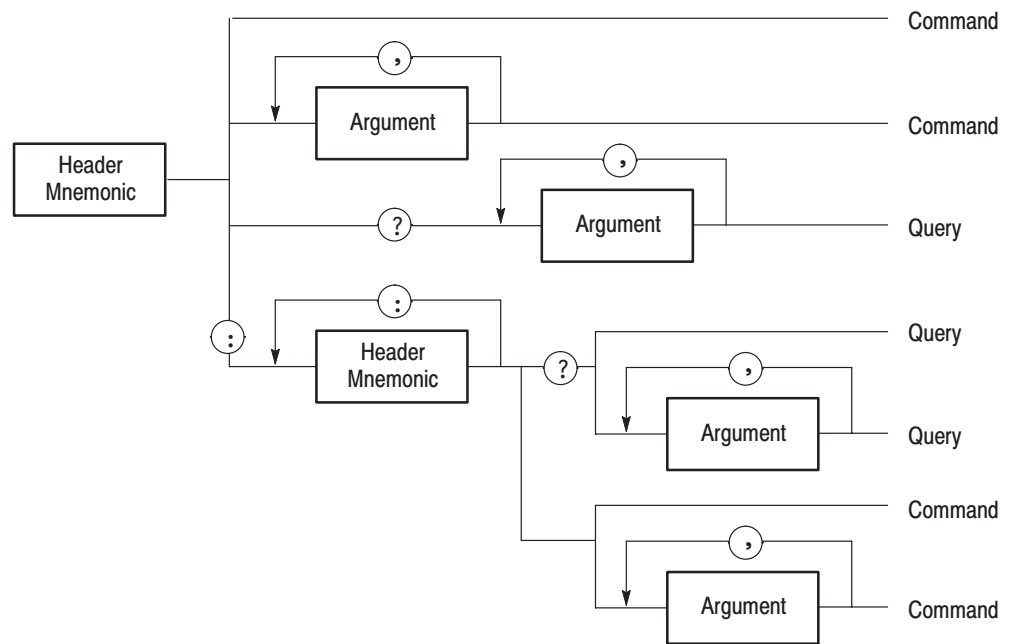 Command
,
Argument
Command
Header
Mnemonic
,
?
Argument
Query
:
:
Header
Mnemonic
?
Query
,
Argument
Query
Command
,
Argument
Command